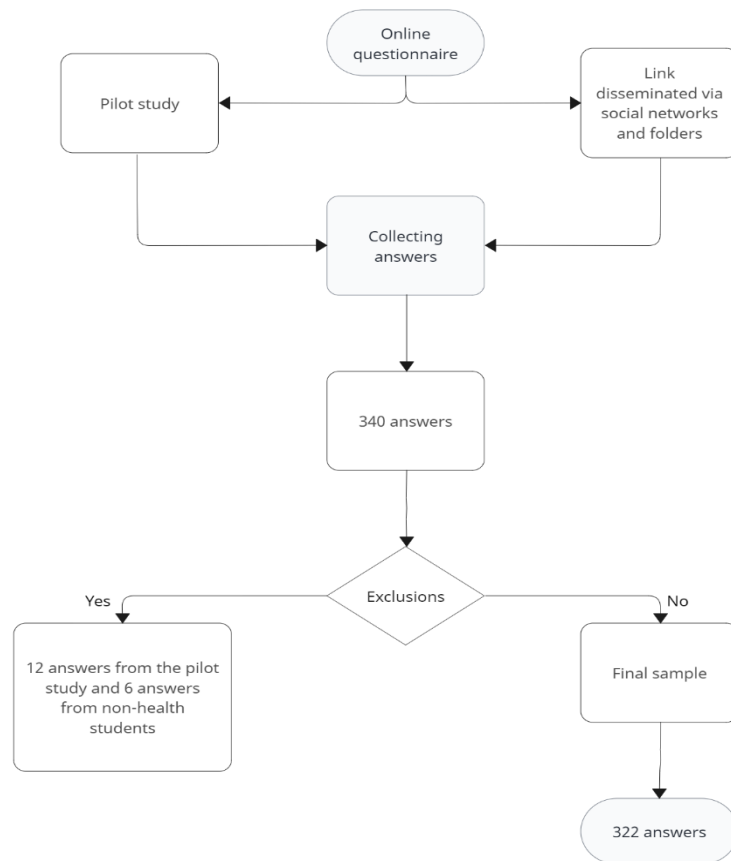 Online
questionnaire
Pilot study
Link
disseminated via
social networks
and folders
Collecting
answers
340 answers
Exclusions
Yes
No
12 answers from the pilot
study and 6 answers
from non-health
students
Final sample
322 answers